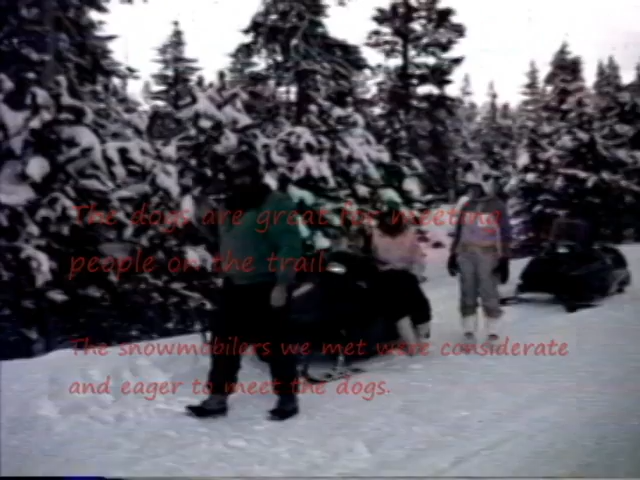 The dogs are great for meeting
people on the trail
The snowmobilers we met were considerate
and eager to meet the dogs.